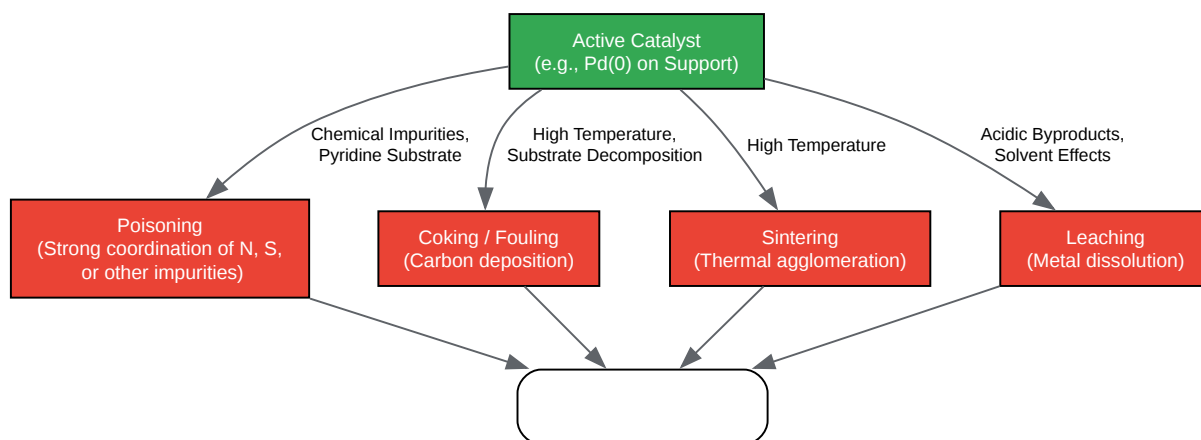 Active Catalyst
(e.g., Pd(0) on Support)
Chemical Impurities,
Pyridine Substrate
High Temperature,
Substrate Decomposition
High Temperature
Acidic Byproducts,
Solvent Effects
Poisoning
(Strong coordination of N, S,
or other impurities)
Coking / Fouling
(Carbon deposition)
Sintering
(Thermal agglomeration)
Leaching
(Metal dissolution)